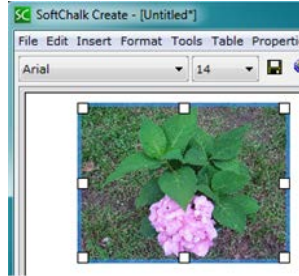 SC SoftChalk Create - [Untitled*]
File Edit Insert Format Tools Table Properti
Arial 14